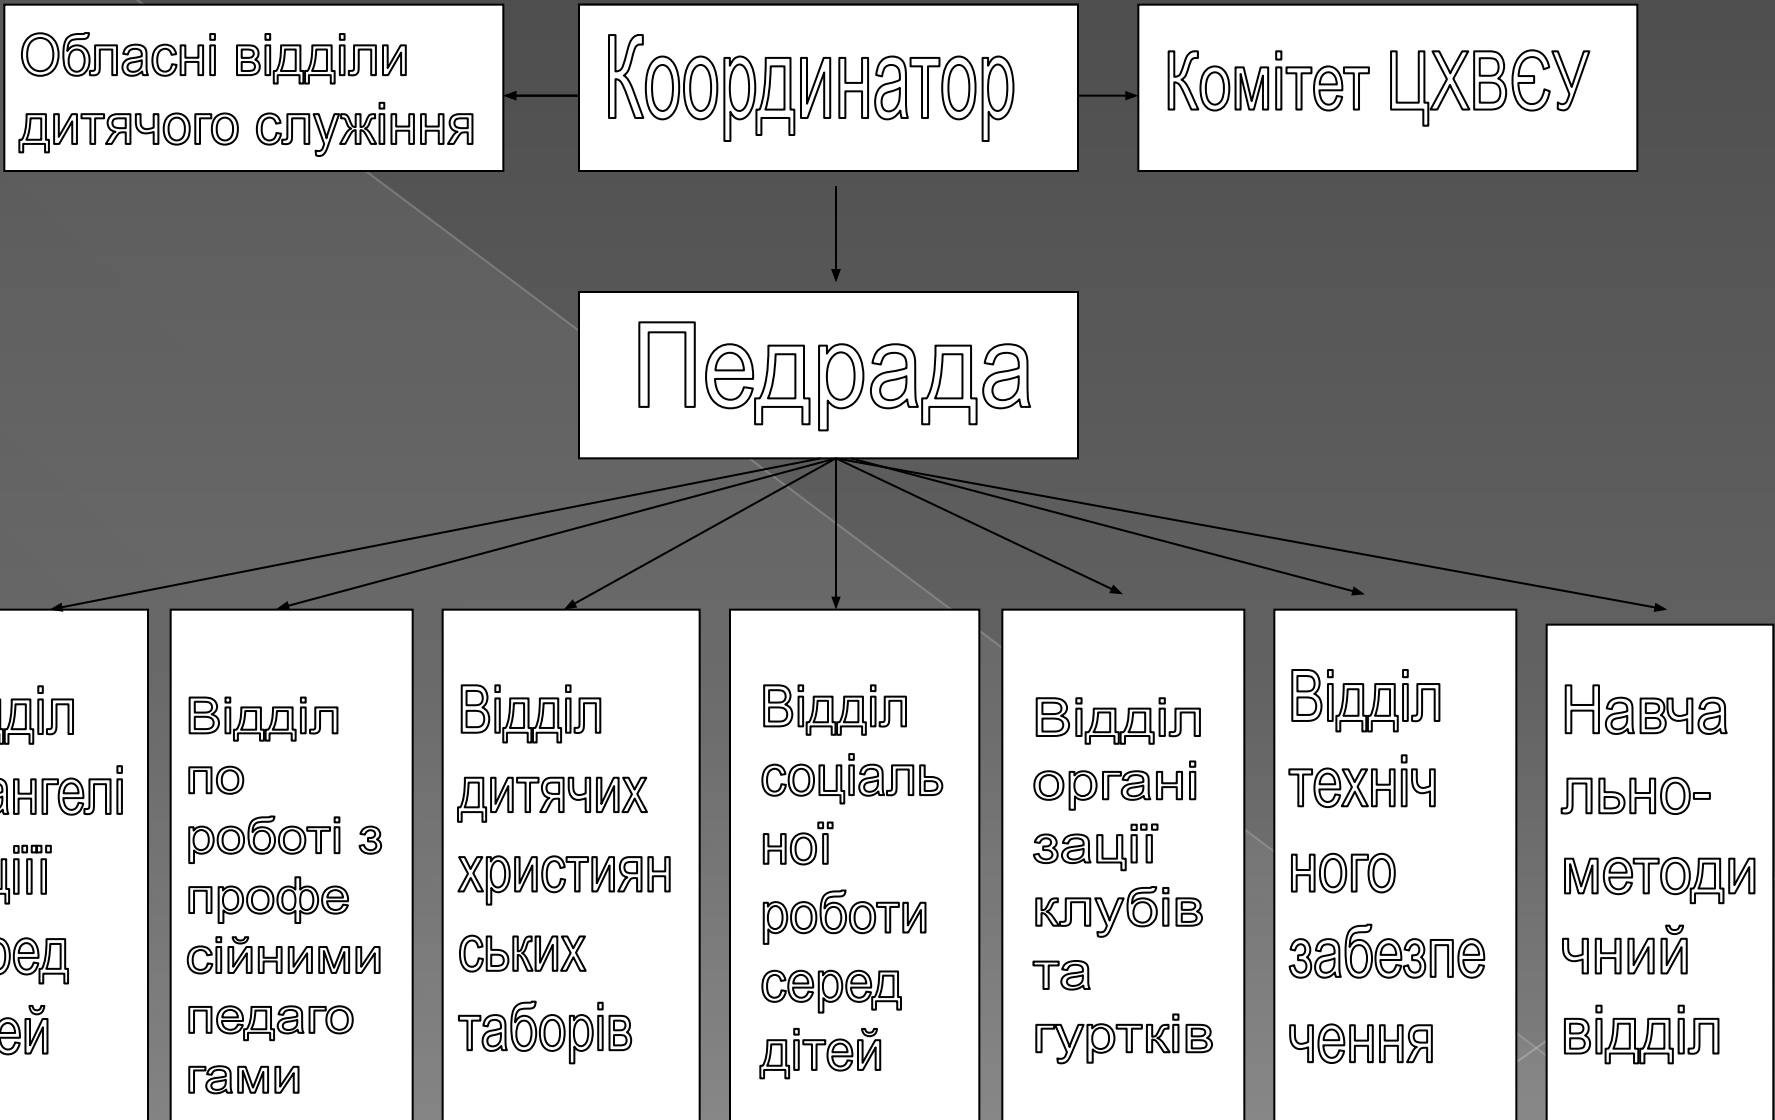 Обласні відділи
дитячого служіння
Координатор
Комітет ЦХВЄУ
Педрада
Відділ
по
роботі з
профе
сійними
педаго
гами
Відділ
дитячих
християн
ських
таборів
Відділ
соціаль
ної
роботи
серед
дітей
Відділ
органі
зації
клубів
та
гуртків
Відділ
техніч
ного
забезпе
чення
Навча
льно-
методи
чний
відділ